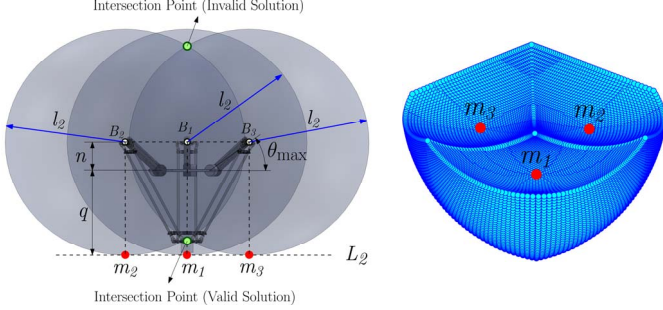 Intersection Point (Invalid Solution)
l2
l2
l2
B2
B1
B3
θmax
n
q
m2
m1
m3
L2
Intersection Point (Valid Solution)
m3
m2
m1